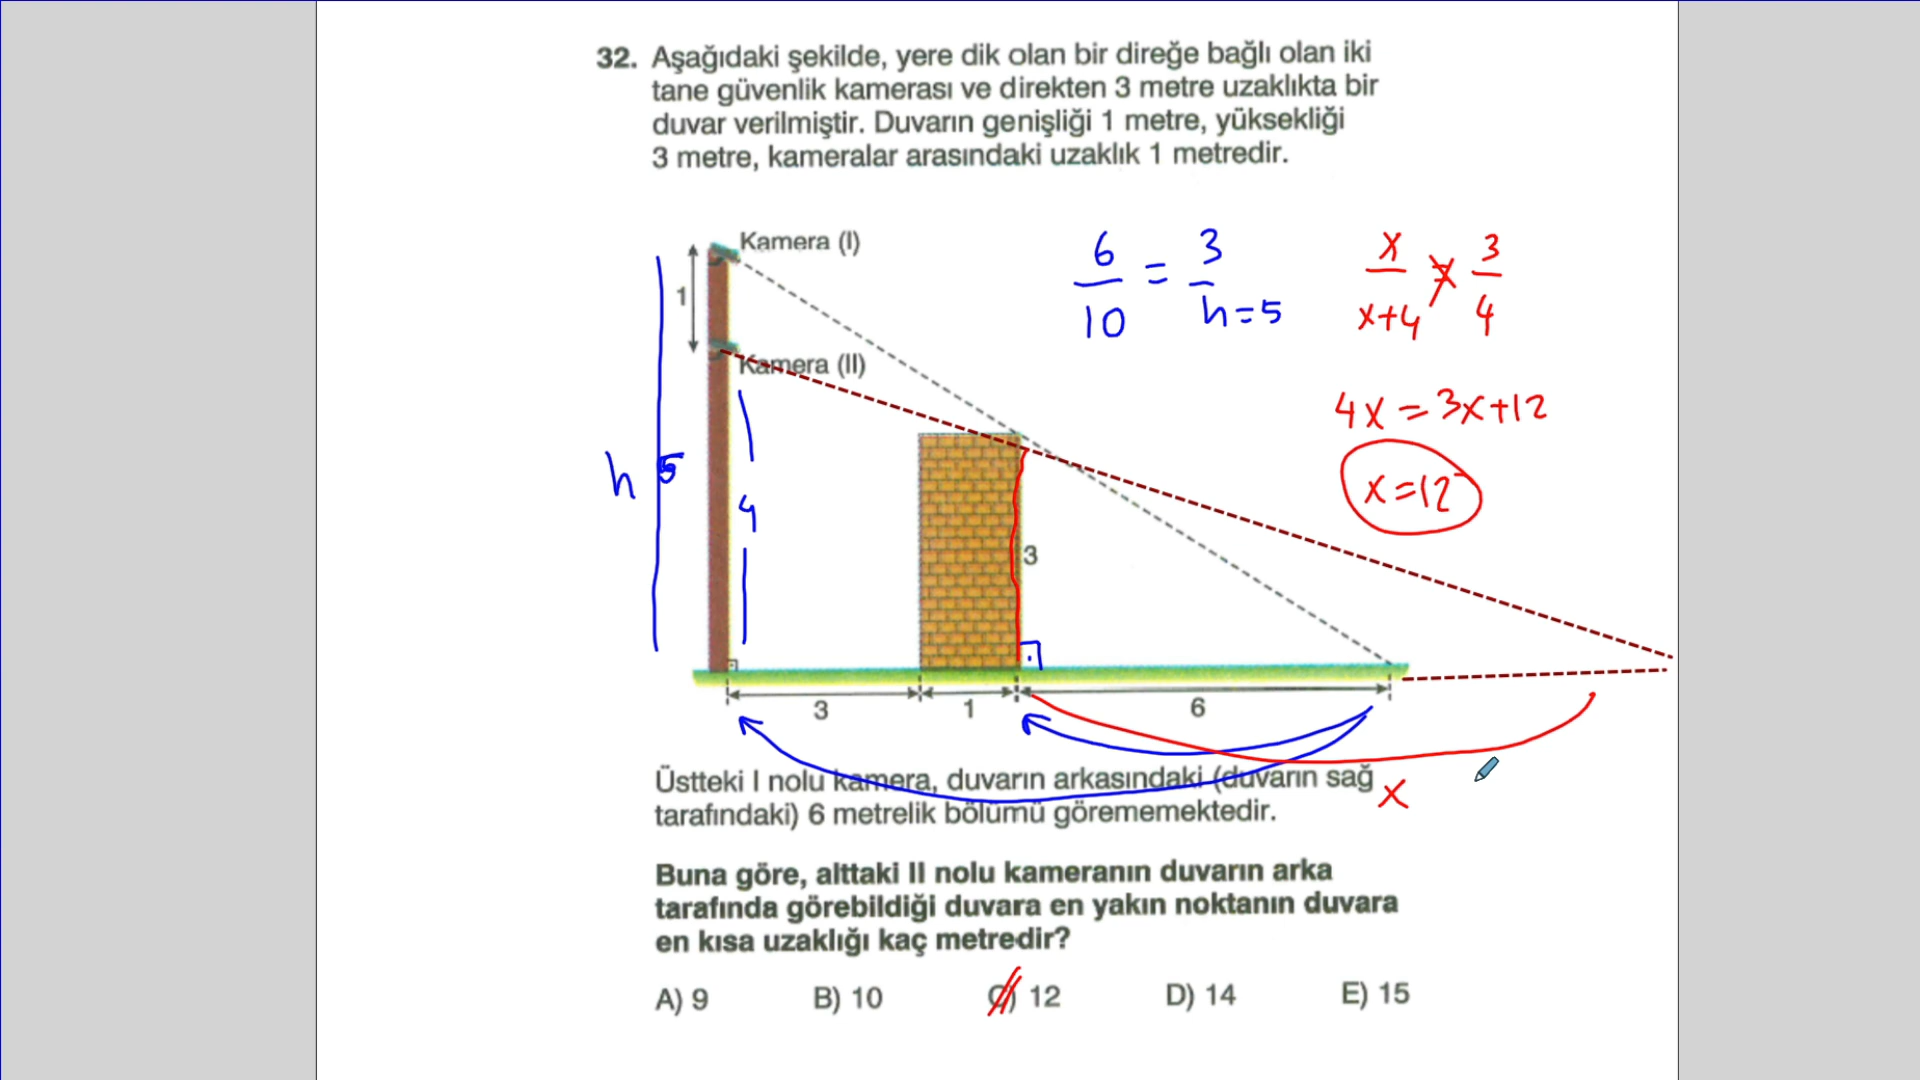 32. Aşağıdaki şekilde, yere dik olan bir direğe bağlı olan iki
tane güvenlik kamerası ve direkten 3 metre uzaklıkta bir
duvar verilmiştir. Duvarın genişliği 1 metre, yüksekliği
3 metre, kameralar arasındaki uzaklık 1 metredir.
Kamera (I)
1
Kamera (II)
h
5
4
3
3
1
6
6/10 = 3/h=5
x/x+4 = 3/4
4x=3x+12
x=12
x
Üstteki I nolu kamera, duvarın arkasındaki (duvarın sağ
tarafındaki) 6 metrelik bölümü görememektedir.
Buna göre, alttaki II nolu kameranın duvarın arka
tarafında görebildiği duvara en yakın noktanın duvara
en kısa uzaklığı kaç metredir?
A) 9 B) 10 C) 12 D) 14 E) 15